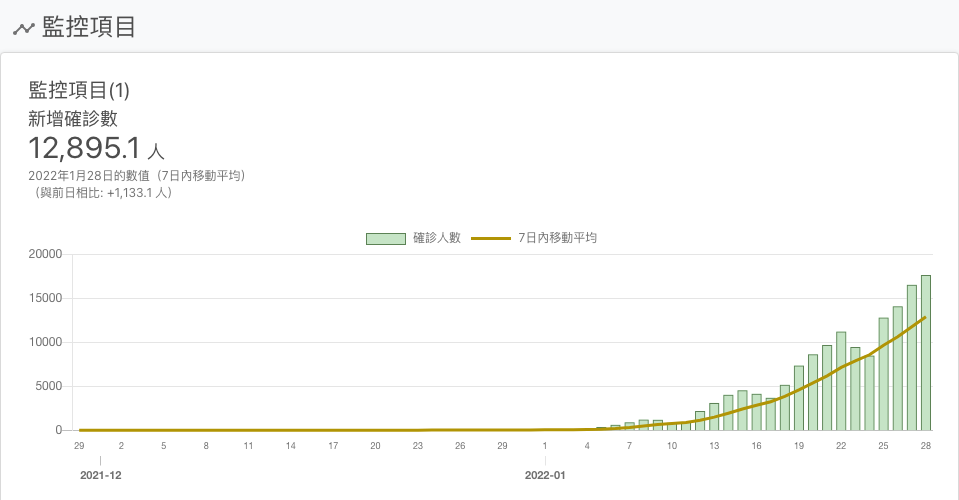 監控項目
監控項目(1)
新增確診數
12,895.1 人
2022年1月28日的數值（7日內移動平均）
（與前日相比: +1,133.1 人）
確診人數 7日內移動平均
20000
15000
10000
5000
0
29 2 5 8 11 14 17 20 23 26 29 1 4 7 10 13 16 19 22 25 28
2021-12 2022-01